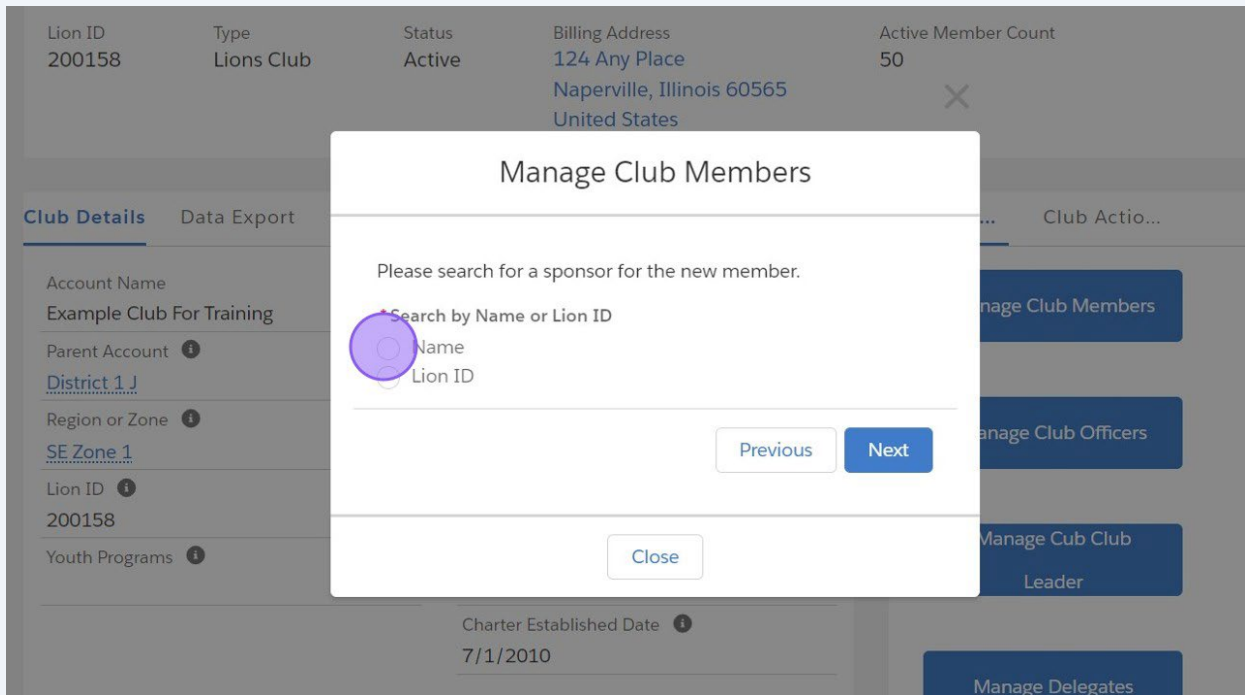 Lion ID
200158
Type
Lions Club
Status
Active
Billing Address
124 Any Place
Naperville, Illinois 60565
United States
Active Member Count
50
Manage Club Members
Please search for a sponsor for the new member.
*Search by Name or Lion ID
Name
Lion ID
Previous
Next
Close
Club Details
Data Export
Account Name
Example Club For Training
Parent Account
District 1 J
Region or Zone
SE Zone 1
Lion ID
200158
Youth Programs
Charter Established Date
7/1/2010
...
Club Actio...
nage Club Members
anage Club Officers
Manage Cub Club
Leader
Manage Delegates